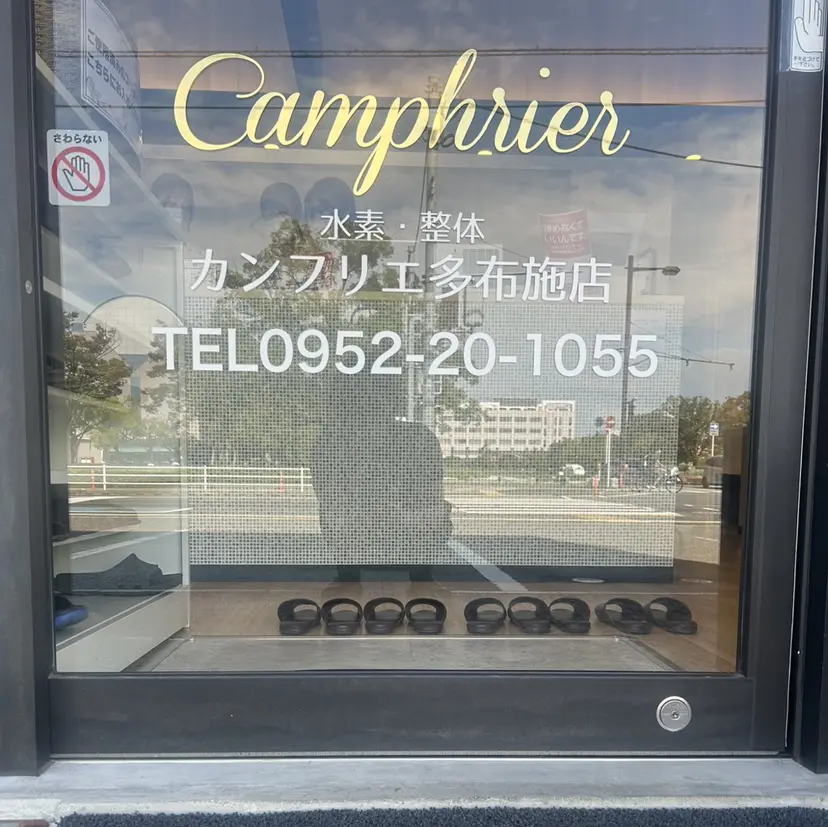 Camphrier
水素・整体
カンフリエ多布施店
TEL0952-20-1055
さわらない